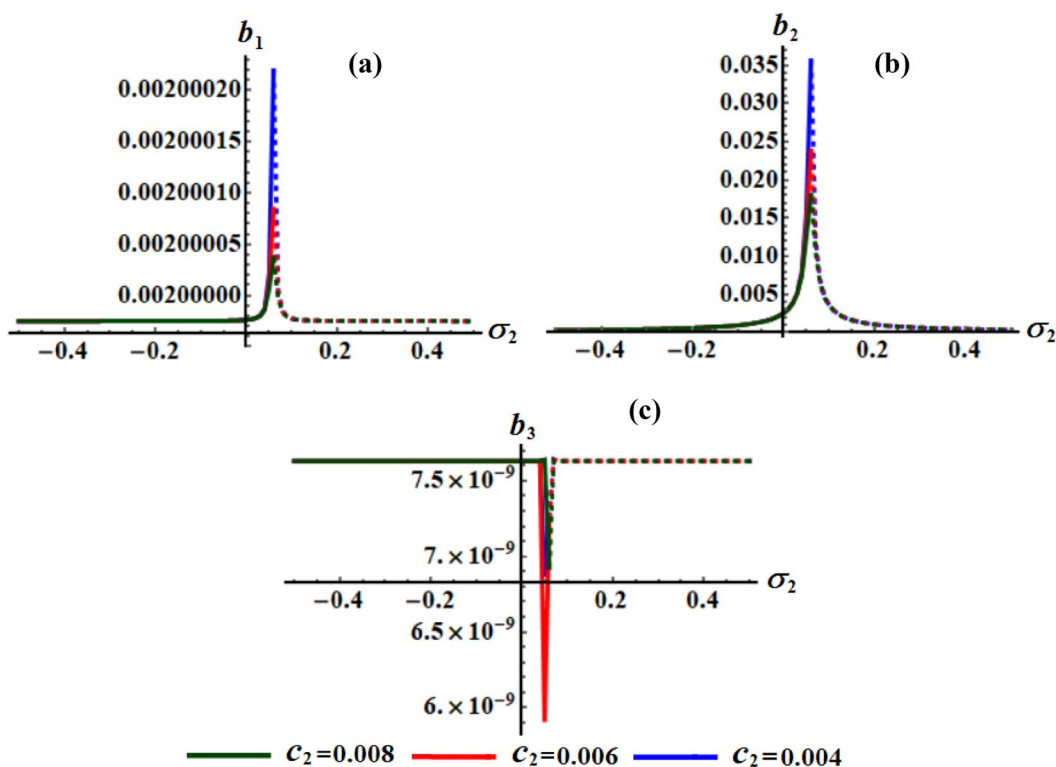 b₁
(a)
0.00200020
0.00200015
0.00200010
0.00200005
0.00200000
−0.4 −0.2 0.2 0.4 σ₂
b₂
(b)
0.035
0.030
0.025
0.020
0.015
0.010
0.005
−0.4 −0.2 0.2 0.4 σ₂
(c)
b₃
7.5×10⁻⁹
7.×10⁻⁹
−0.4 −0.2 0.2 0.4 σ₂
6.5×10⁻⁹
6.×10⁻⁹
c₂=0.008 c₂=0.006 c₂=0.004